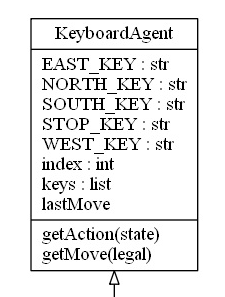 KeyboardAgent
EAST_KEY : str
NORTH_KEY : str
SOUTH_KEY : str
STOP_KEY : str
WEST_KEY : str
index : int
keys : list
lastMove
getAction(state)
getMove(legal)